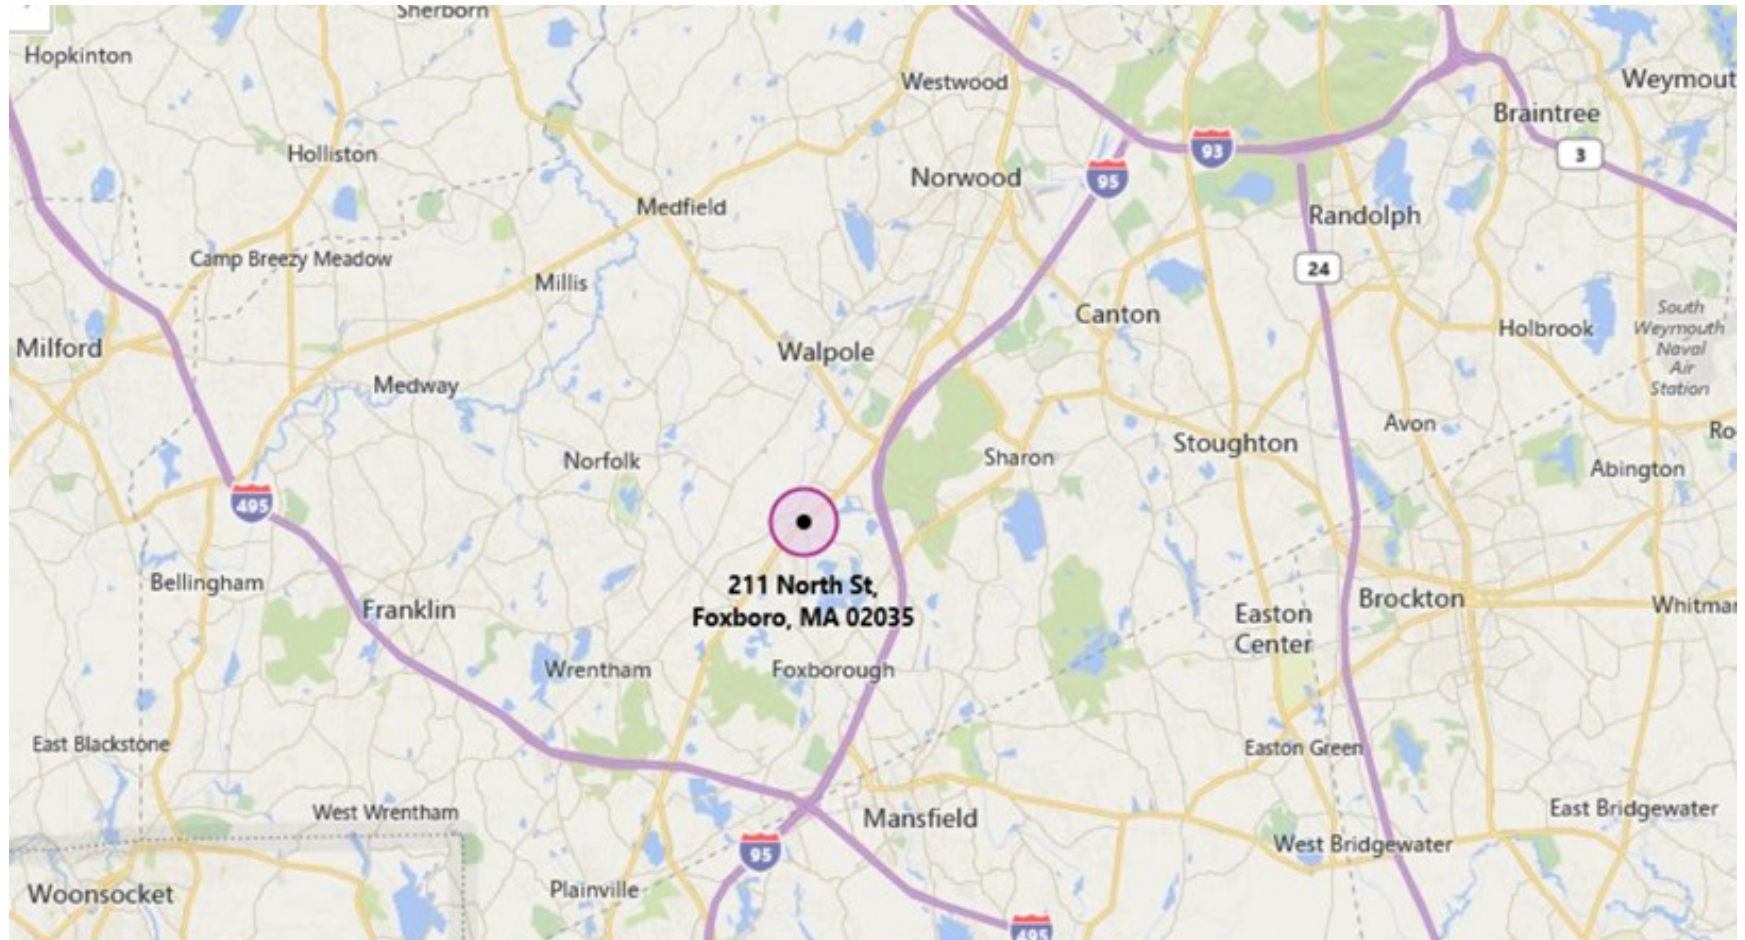 Sherborn
Hopkinton
Westwood
Braintree
Holliston
93
3
95
Norwood
Medfield
Randolph
Camp Breezy Meadow
24
Millis
Canton
South
Weymouth
Naval
Air
Station
Holbrook
Milford
Walpole
Medway
Avon
Stoughton
Norfolk
Sharon
Abington
495
Bellingham
211 North St,
Foxboro, MA 02035
Franklin
Brockton
Easton
Center
Wrentham
Foxborough
East Blackstone
Easton Green
West Wrentham
Mansfield
East Bridgewater
West Bridgewater
95
Woonsocket
Plainville
495